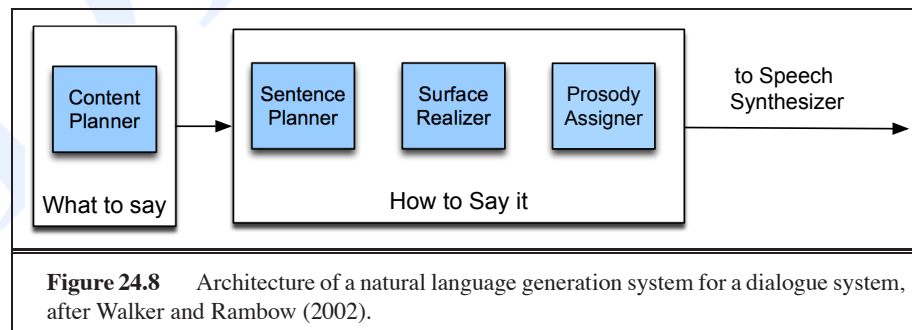 Content
Planner
What to say
Sentence
Planner
Surface
Realizer
Prosody
Assigner
How to Say it
to Speech
Synthesizer
Figure 24.8 Architecture of a natural language generation system for a dialogue system,
after Walker and Rambow (2002).